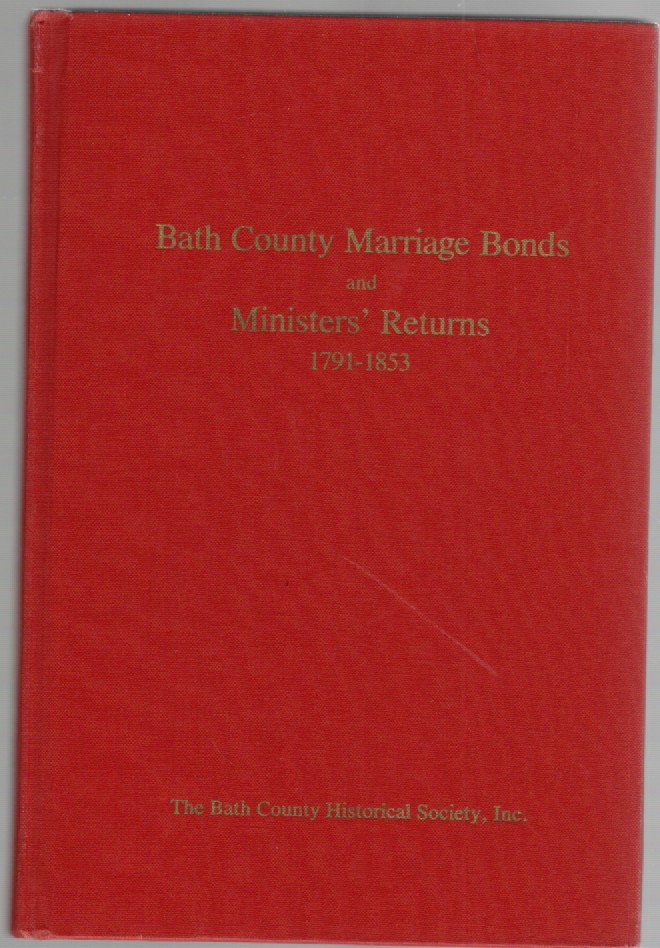 Bath County Marriage Bonds
and
Ministers' Returns
1791-1853
The Bath County Historical Society, Inc.